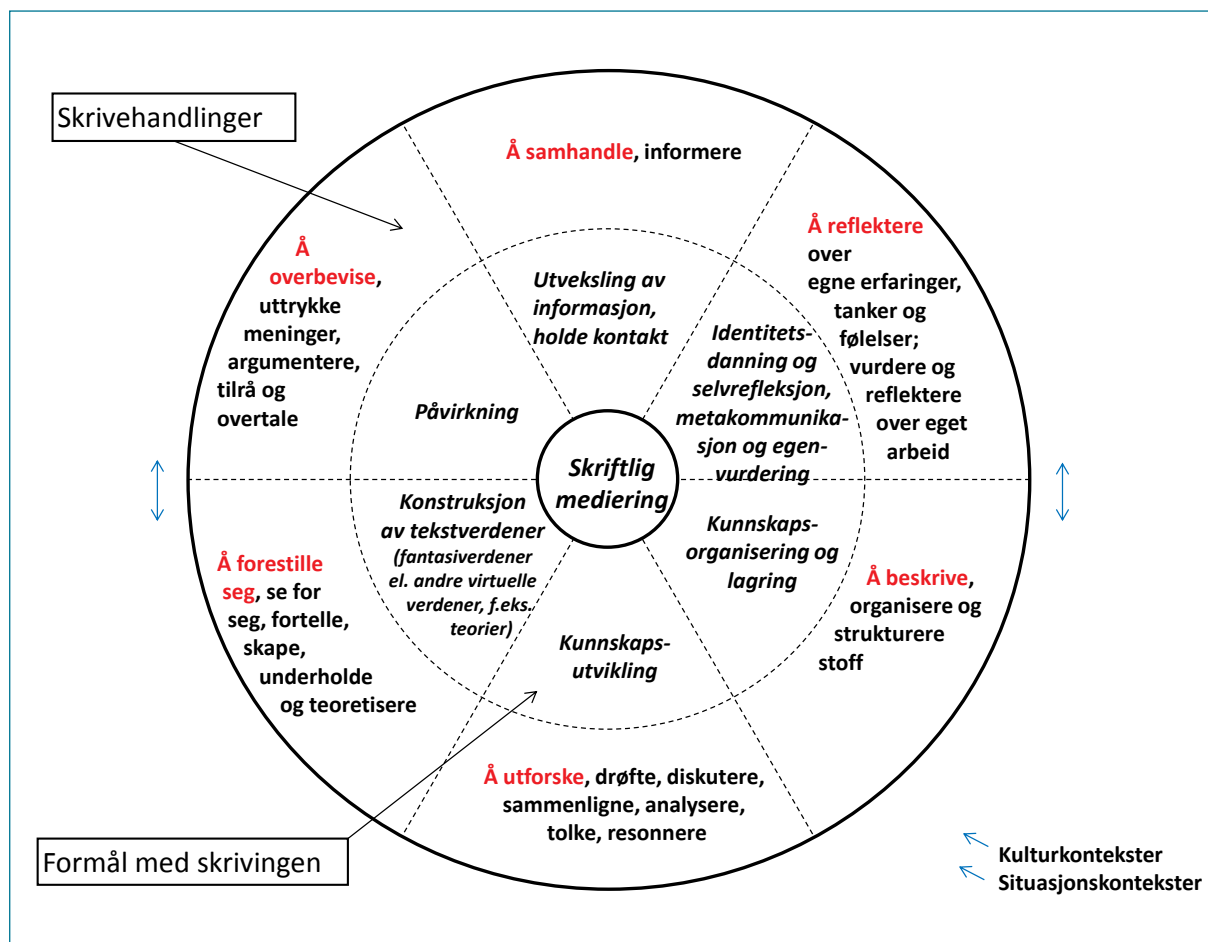 Skrivehandlinger
Å samhandle, informere
Å reflektere
over
egne erfaringer,
tanker og
følelser;
vurdere og
reflektere
over eget
arbeid
Å
overbevise,
uttrykke
meninger,
argumentere,
tilrå og
overtale
Utveksling av
informasjon,
holde kontakt
Identitets-
danning og
selvrefleksjon,
metakommunika-
sjon og egen-
vurdering
Påvirkning
Skriftlig
mediering
Konstruksjon
av tekstverdener
(fantasiverdener
el. andre virtuelle
verdener, f.eks.
teorier)
Kunnskaps-
organisering og
lagring
Å forestille
seg, se for
seg, fortelle,
skape,
underholde
og teoretisere
Å beskrive,
organisere og
strukturere
stoff
Kunnskaps-
utvikling
Å utforske, drøfte, diskutere,
sammenligne, analysere,
tolke, resonnere
Formål med skrivingen
Kulturkontekster
Situasjonskontekster